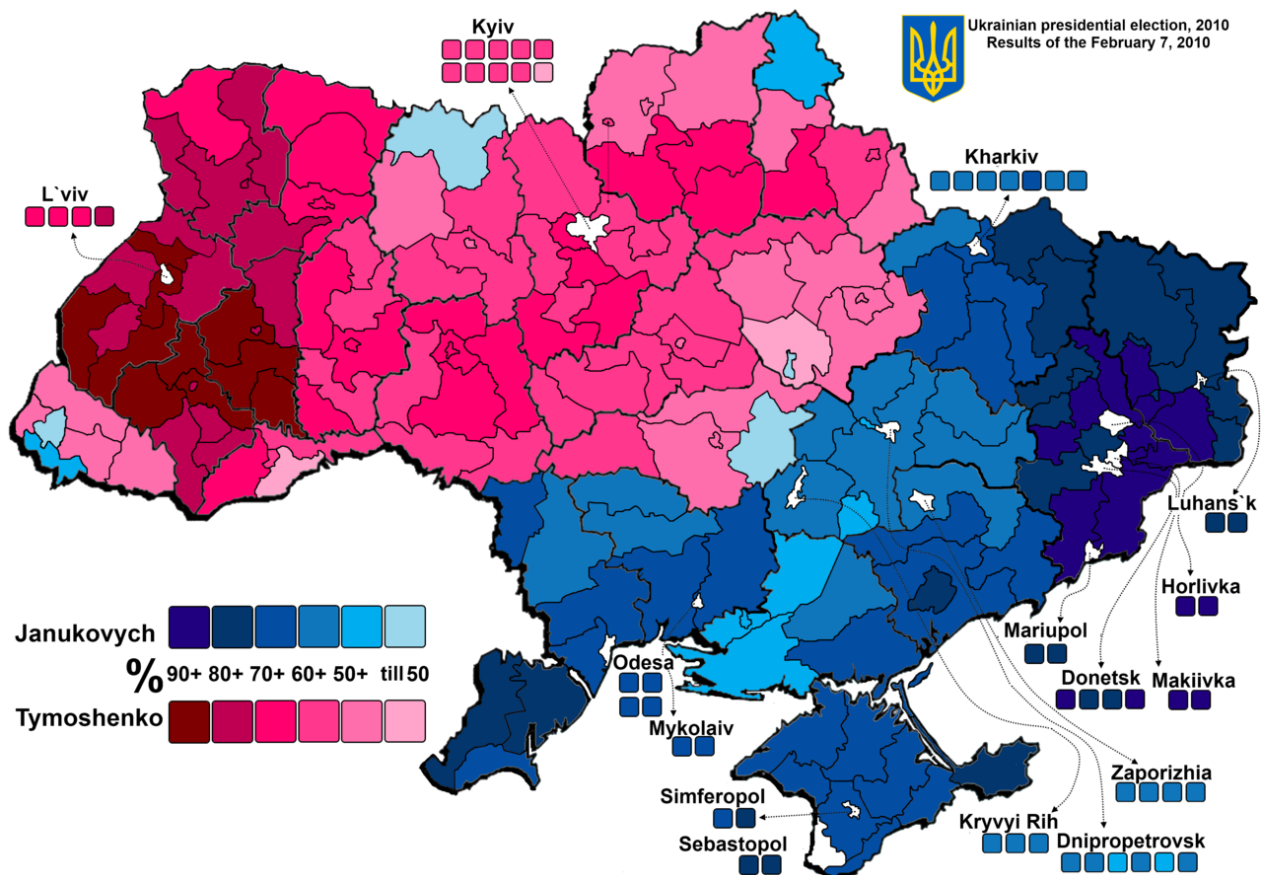 Ukrainian presidential election, 2010
Results of the February 7, 2010
Kyiv
Kharkiv
L`viv
Luhans`k
Horlivka
Mariupol
Donetsk
Makiivka
Odesa
Mykolaiv
Zaporizhia
Simferopol
Kryvyi Rih
Dnipropetrovsk
Sebastopol
Janukovych
% 90+ 80+ 70+ 60+ 50+ till 50
Tymoshenko